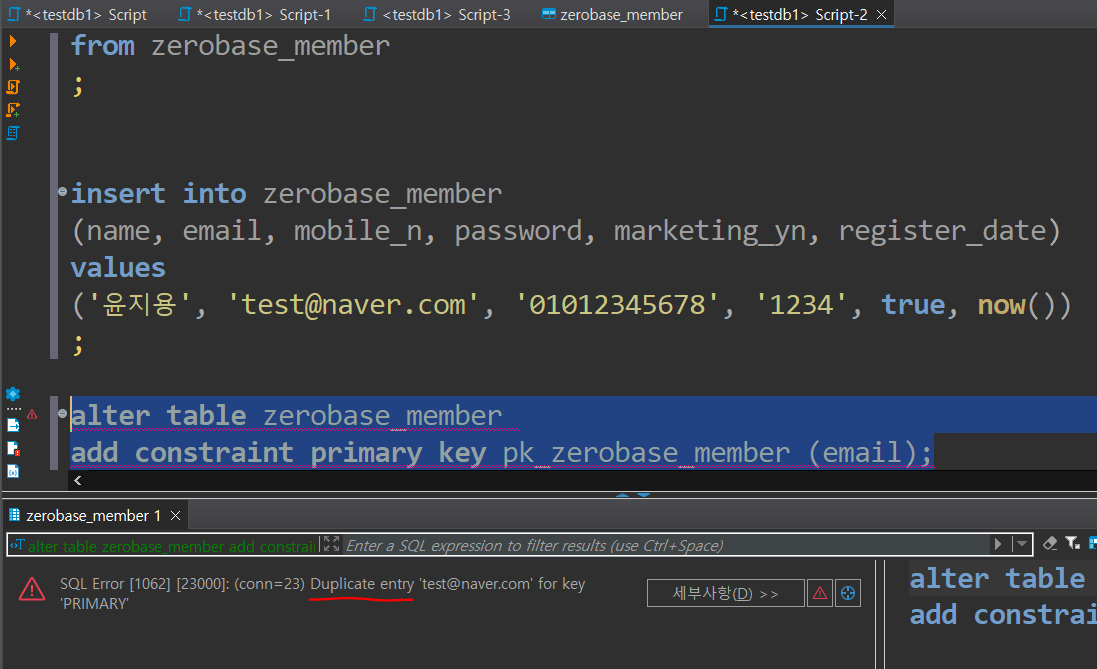 *<testdb1> Script
*<testdb1> Script-1
<testdb1> Script-3
zerobase_member
*<testdb1> Script-2
from zerobase_member
;
insert into zerobase_member
(name, email, mobile_n, password, marketing_yn, register_date)
values
('윤지용', 'test@naver.com', '01012345678', '1234', true, now())
;
alter table zerobase_member
add constraint primary key pk_zerobase_member (email);
zerobase_member 1
alter table zerobase_member add constrai
Enter a SQL expression to filter results (use Ctrl+Space)
SQL Error [1062] [23000]: (conn=23) Duplicate entry 'test@naver.com' for key
'PRIMARY'
세부사항(D) >>
alter table
add constrai